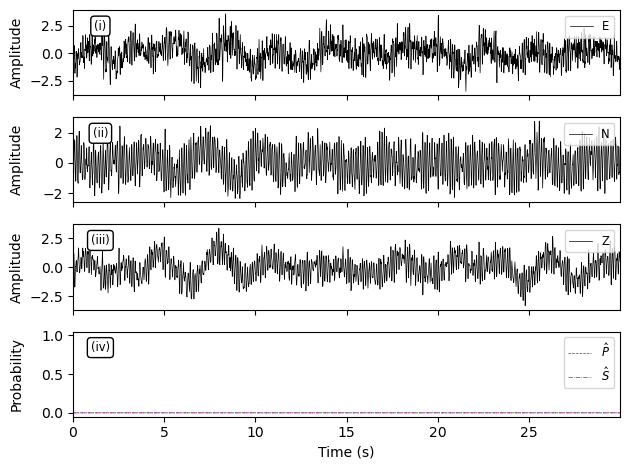 (i)
E
2.5
0.0
−2.5
Amplitude
(ii)
N
2
0
−2
Amplitude
(iii)
Z
2.5
0.0
−2.5
Amplitude
(iv)
P̂
Ŝ
1.0
0.5
0.0
Probability
0 5 10 15 20 25
Time (s)